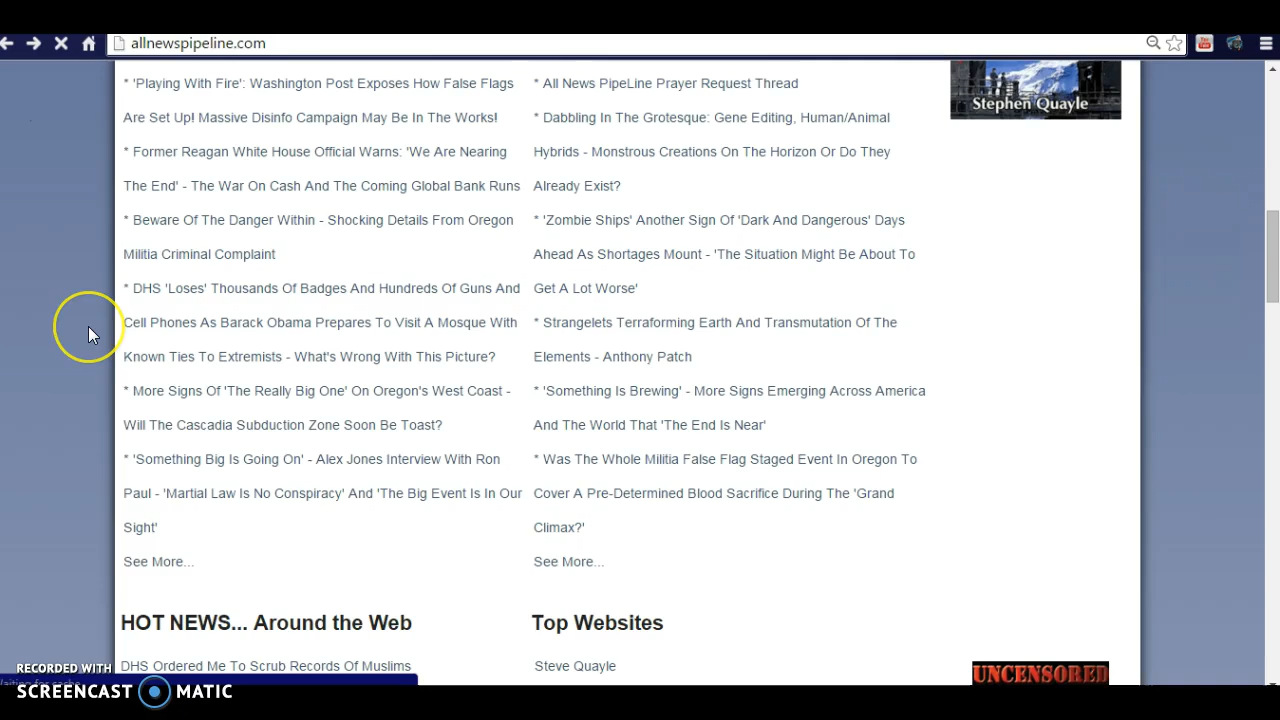 allnewspipeline.com
* 'Playing With Fire': Washington Post Exposes How False Flags
Are Set Up! Massive Disinfo Campaign May Be In The Works!
* Former Reagan White House Official Warns: 'We Are Nearing
The End' - The War On Cash And The Coming Global Bank Runs
* Beware Of The Danger Within - Shocking Details From Oregon
Militia Criminal Complaint
* DHS 'Loses' Thousands Of Badges And Hundreds Of Guns And
Cell Phones As Barack Obama Prepares To Visit A Mosque With
Known Ties To Extremists - What's Wrong With This Picture?
* More Signs Of 'The Really Big One' On Oregon's West Coast -
Will The Cascadia Subduction Zone Soon Be Toast?
* 'Something Big Is Going On' - Alex Jones Interview With Ron
Paul - 'Martial Law Is No Conspiracy' And 'The Big Event Is In Our
Sight'
See More...
* All News PipeLine Prayer Request Thread
* Dabbling In The Grotesque: Gene Editing, Human/Animal
Hybrids - Monstrous Creations On The Horizon Or Do They
Already Exist?
* 'Zombie Ships' Another Sign Of 'Dark And Dangerous' Days
Ahead As Shortages Mount - 'The Situation Might Be About To
Get A Lot Worse'
* Strangelets Terraforming Earth And Transmutation Of The
Elements - Anthony Patch
* 'Something Is Brewing' - More Signs Emerging Across America
And The World That 'The End Is Near'
* Was The Whole Militia False Flag Staged Event In Oregon To
Cover A Pre-Determined Blood Sacrifice During The 'Grand
Climax?'
See More...
Stephen Quayle
HOT NEWS... Around the Web
DHS Ordered Me To Scrub Records Of Muslims
Top Websites
Steve Quayle
UNCENSORED
RECORDED WITH
SCREENCAST MATIC